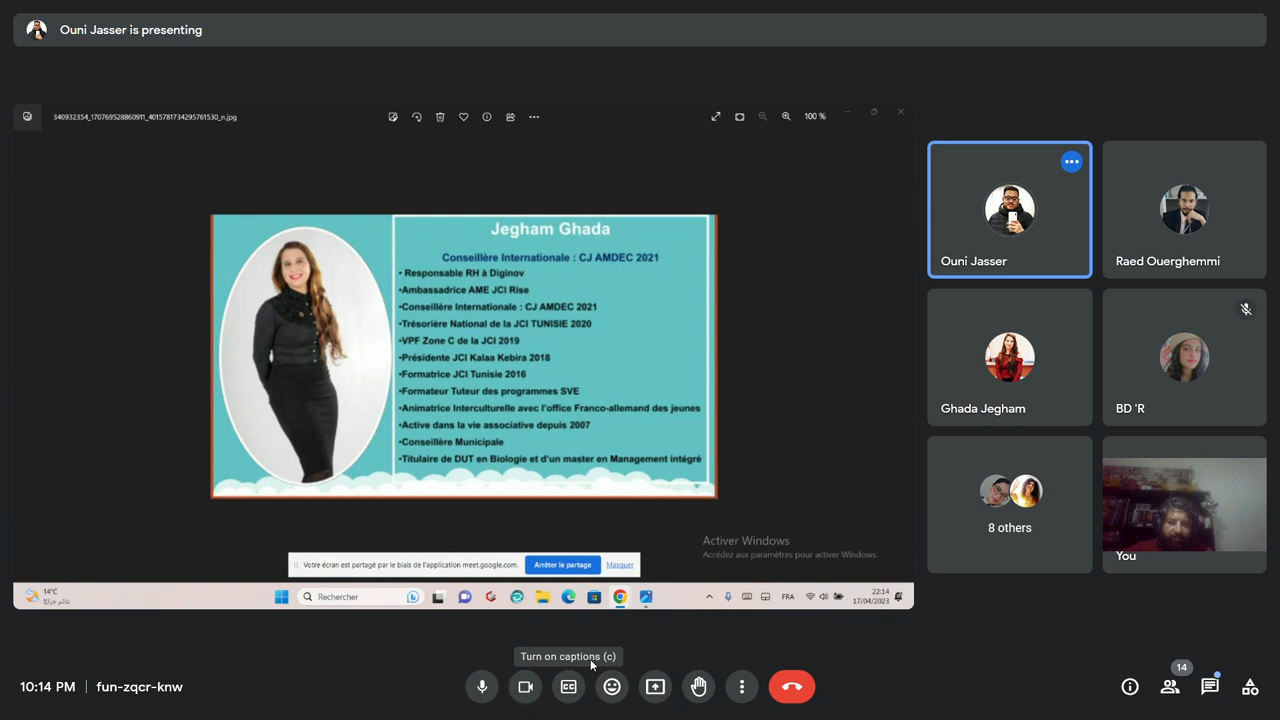 Ouni Jasser is presenting
340932354_170769528860911_4015781734295761530_n.jpg
100 %
Jegham Ghada
Conseillère Internationale : CJ AMDEC 2021
• Responsable RH à Diginov
•Ambassadrice AME JCI Rise
•Conseillère Internationale : CJ AMDEC 2021
•Trésorière National de la JCI TUNISIE 2020
•VPF Zone C de la JCI 2019
•Présidente JCI Kalaa Kebira 2018
•Formatrice JCI Tunisie 2016
•Formateur Tuteur des programmes SVE
•Animatrice Interculturelle avec l'office Franco-allemand des jeunes
•Active dans la vie associative depuis 2007
•Conseillère Municipale
•Titulaire de DUT en Biologie et d'un master en Management intégré
Activer Windows
Accédez aux paramètres pour activer Windows.
Votre écran est partagé par le biais de l'application meet.google.com.
Arrêter le partage
Masquer
14°C
غائم جزئيًا
Rechercher
FRA
22:14
17/04/2023
Ouni Jasser
Raed Ouerghemmi
Ghada Jegham
BD 'R
8 others
You
Turn on captions (c)
10:14 PM
fun-zqcr-knw
14